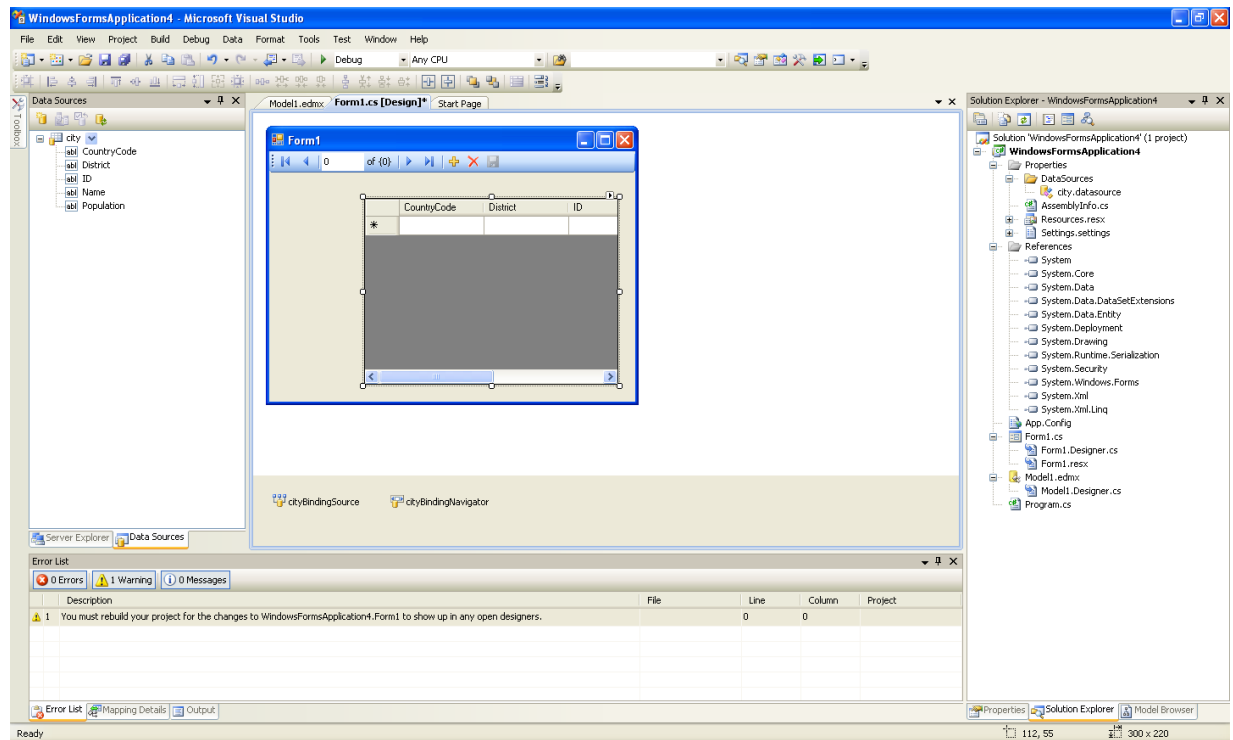 WindowsFormsApplication4 - Microsoft Visual Studio
File Edit View Project Build Debug Data Format Tools Test Window Help
Debug Any CPU
Toolbox
Data Sources
city
CountryCode
District
ID
Name
Population
Server Explorer Data Sources
Model1.edmx Form1.cs [Design]* Start Page
Form1
0 of {0}
CountyCode District ID
cityBindingSource cityBindingNavigator
Solution Explorer - WindowsFormsApplication4
Solution 'WindowsFormsApplication4' (1 project)
WindowsFormsApplication4
Properties
DataSources
city.datasource
AssemblyInfo.cs
Resources.resx
Settings.settings
References
System
System.Core
System.Data
System.Data.DataSetExtensions
System.Data.Entity
System.Deployment
System.Drawing
System.Runtime.Serialization
System.Security
System.Windows.Forms
System.Xml
System.Xml.Linq
App.Config
Form1.cs
Form1.Designer.cs
Form1.resx
Model1.edmx
Model1.Designer.cs
Program.cs
Properties Solution Explorer Model Browser
Error List
0 Errors 1 Warning 0 Messages
Description File Line Column Project
1 You must rebuild your project for the changes to WindowsFormsApplication4.Form1 to show up in any open designers. 0 0
Error List Mapping Details Output
Ready 112, 55 300 x 220